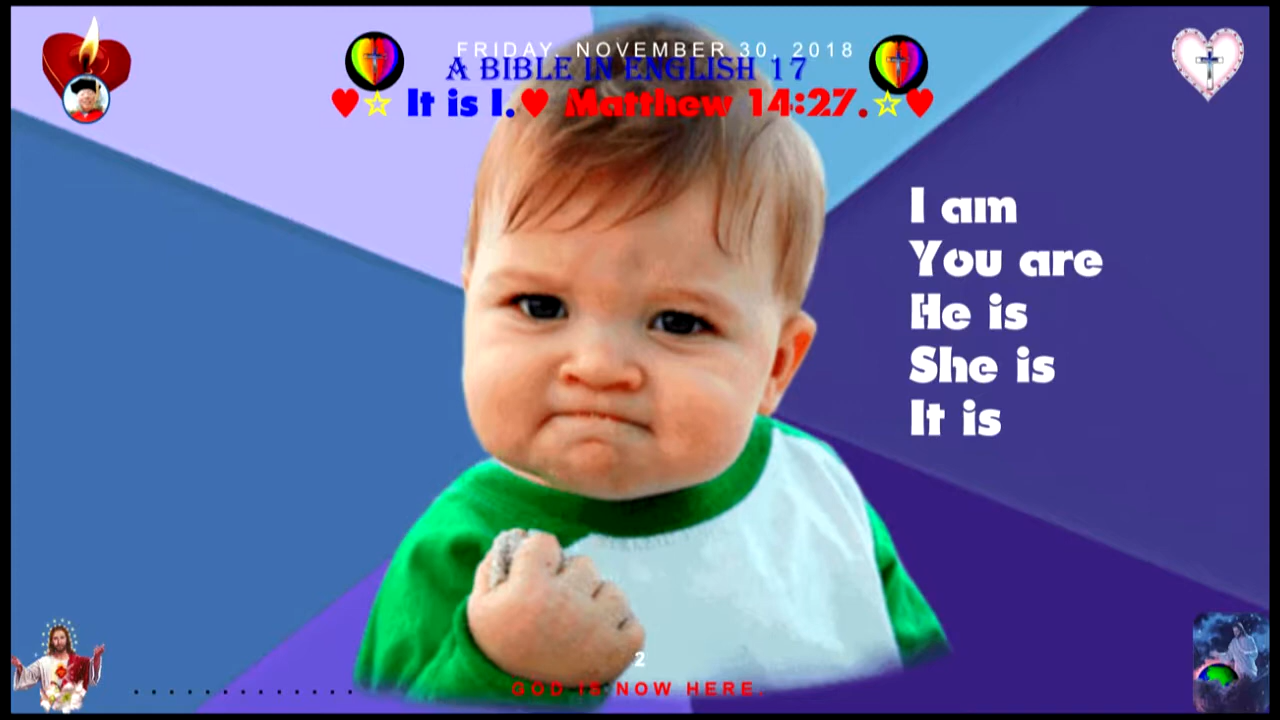 FRIDAY, NOVEMBER 30, 2018
A BIBLE IN ENGLISH 17
♥☆ It is I.♥ Matthew 14:27.☆♥
I am
You are
He is
She is
It is
2
GOD IS NOW HERE.